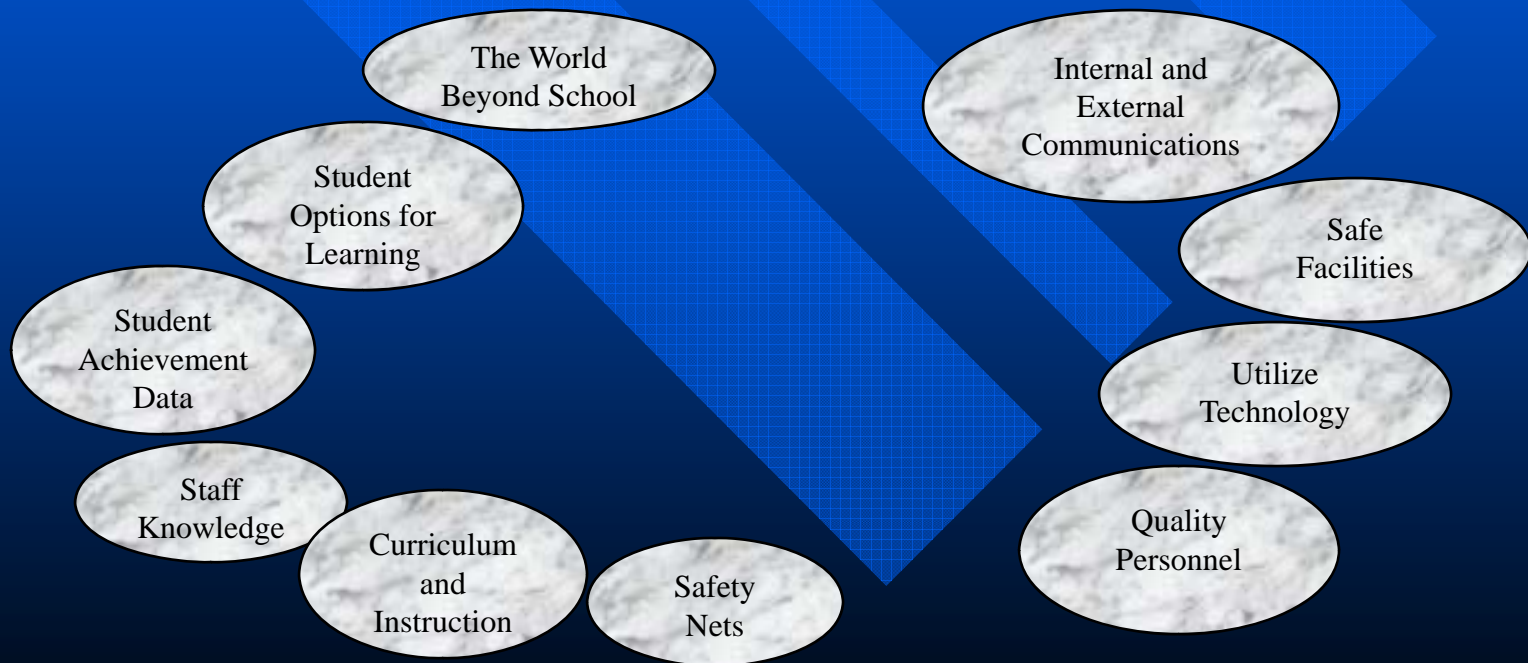 The World
Beyond School
Student
Options for
Learning
Student
Achievement
Data
Staff
Knowledge
Curriculum
and
Instruction
Safety
Nets
Internal and
External
Communications
Safe
Facilities
Utilize
Technology
Quality
Personnel